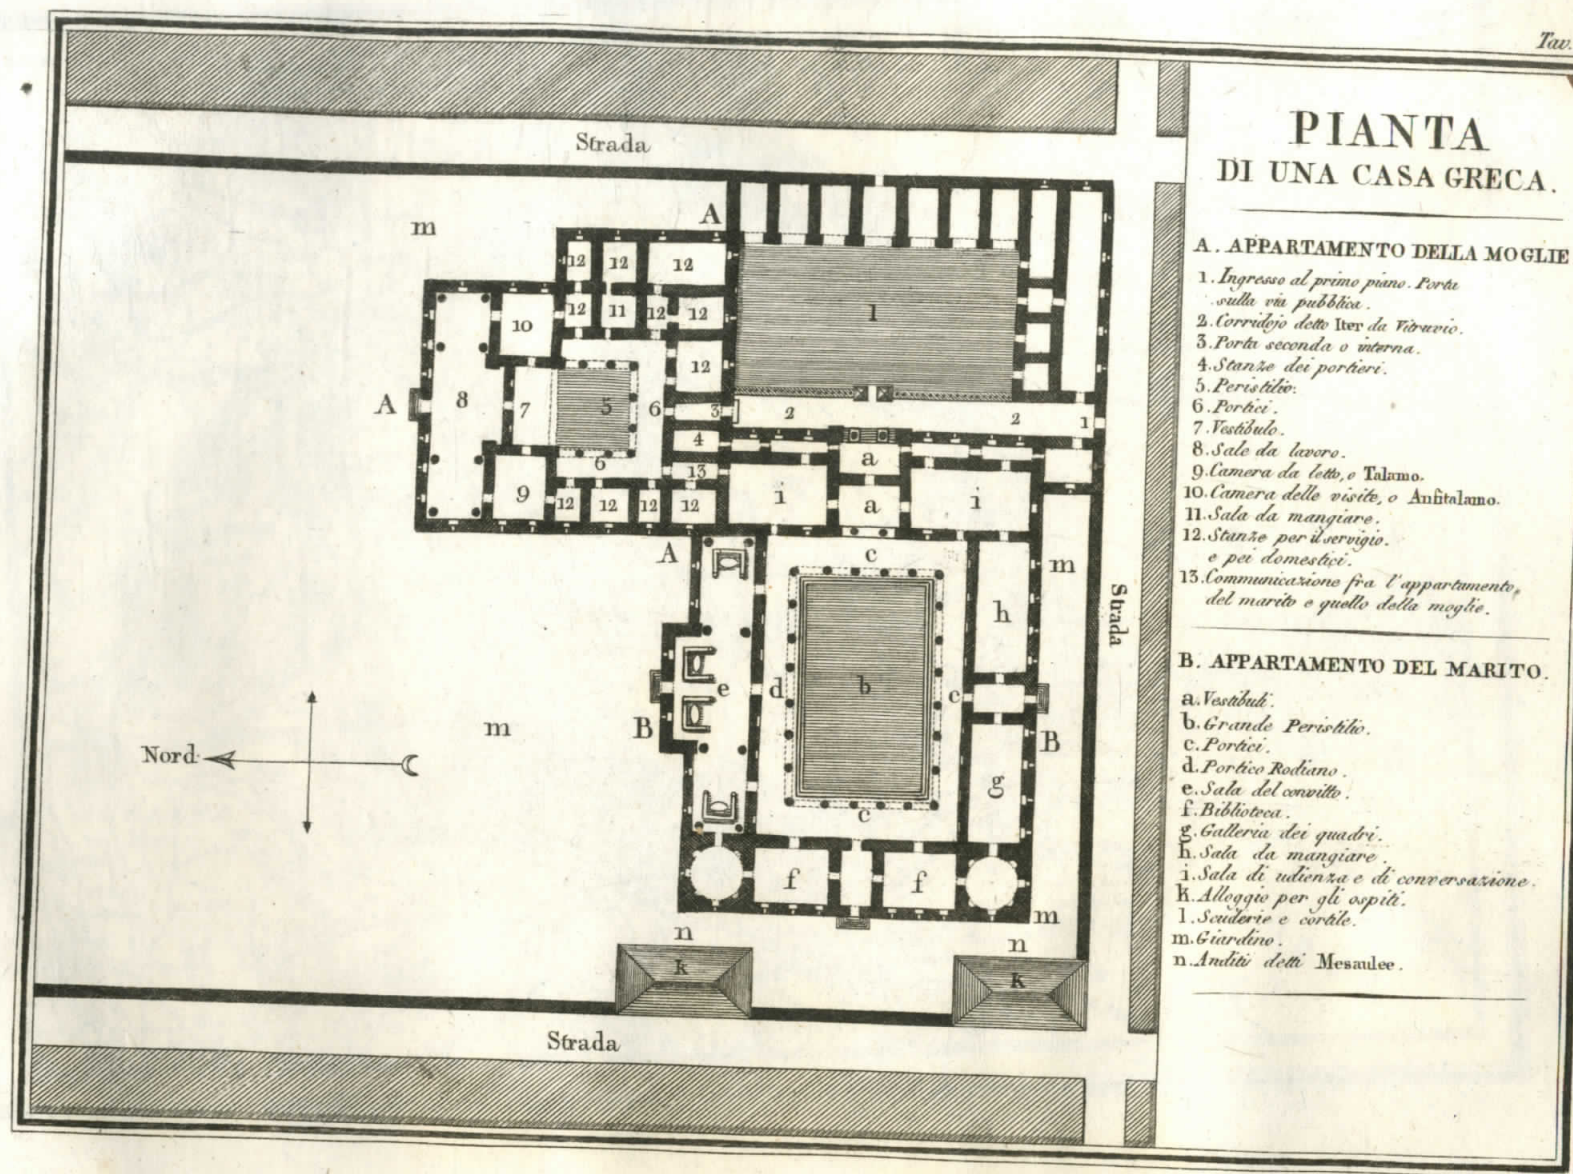 Tav.
PIANTA
DI UNA CASA GRECA.
A. APPARTAMENTO DELLA MOGLIE
1. Ingresso al primo piano. Porta
sulla via pubblica.
2. Corridojo detto Iter da Vitruvio.
3. Porta seconda o interna.
4. Stanze dei portieri.
5. Peristilio.
6. Portici.
7. Vestibulo.
8. Sale da lavoro.
9. Camera da letto, o Talamo.
10. Camera delle visite, o Anfitalamo.
11. Sala da mangiare.
12. Stanze per il servigio.
e pei domestici.
13. Communicazione fra l'appartamento,
del marito e quello della moglie.
B. APPARTAMENTO DEL MARITO.
a. Vestibuli.
b. Grande Peristilio.
c. Portici.
d. Portico Rodiano.
e. Sala del convitto.
f. Biblioteca.
g. Galleria dei quadri.
h. Sala da mangiare.
i. Sala di udienza e di conversazione.
k. Alloggio per gli ospiti.
l. Scuderie e cortile.
m. Giardino.
n. Anditi detti Mesaulee.
Strada
A
m
12 12 12
12 11 12 12
10
l
12
A 8 7 5 6 3 2 2 1
4
6 13 a
9 12 12 12 12 i a i
A c m
Strada
h
e d b c
m B B
Nord
g
c
f f
m
n n
k k
Strada